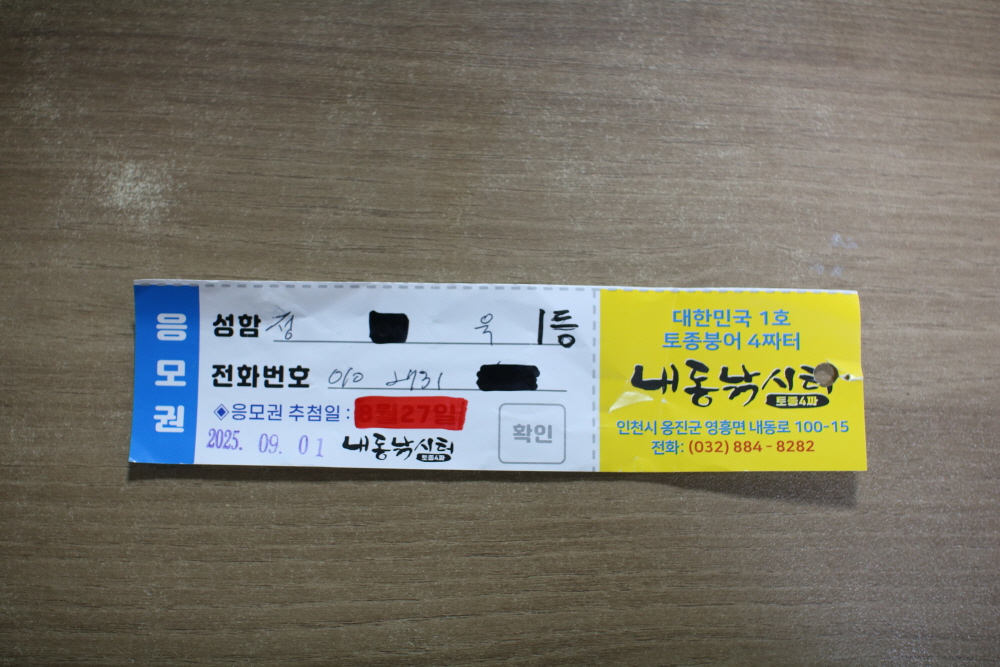 응모권
성함 정 욱 1등
전화번호 010 2731
◈응모권 추첨일 : 8월27일
2025. 09. 01 내동낚시터
토종4짜
확인
대한민국 1호
토종붕어 4짜터
내동낚시터
토종4짜
인천시 옹진군 영흥면 내동로 100-15
전화: (032) 884 - 8282